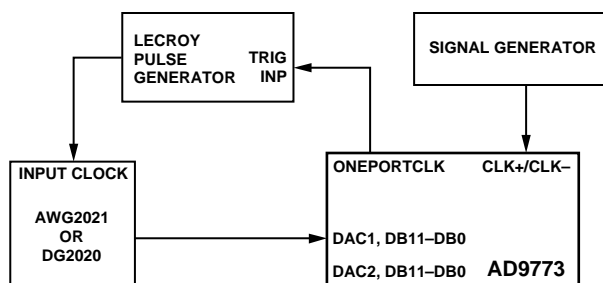 LECROY
PULSE
GENERATOR
TRIG
INP
SIGNAL GENERATOR
INPUT CLOCK
AWG2021
OR
DG2020
ONEPORTCLK
CLK+/CLK–
DAC1, DB11–DB0
DAC2, DB11–DB0
AD9773